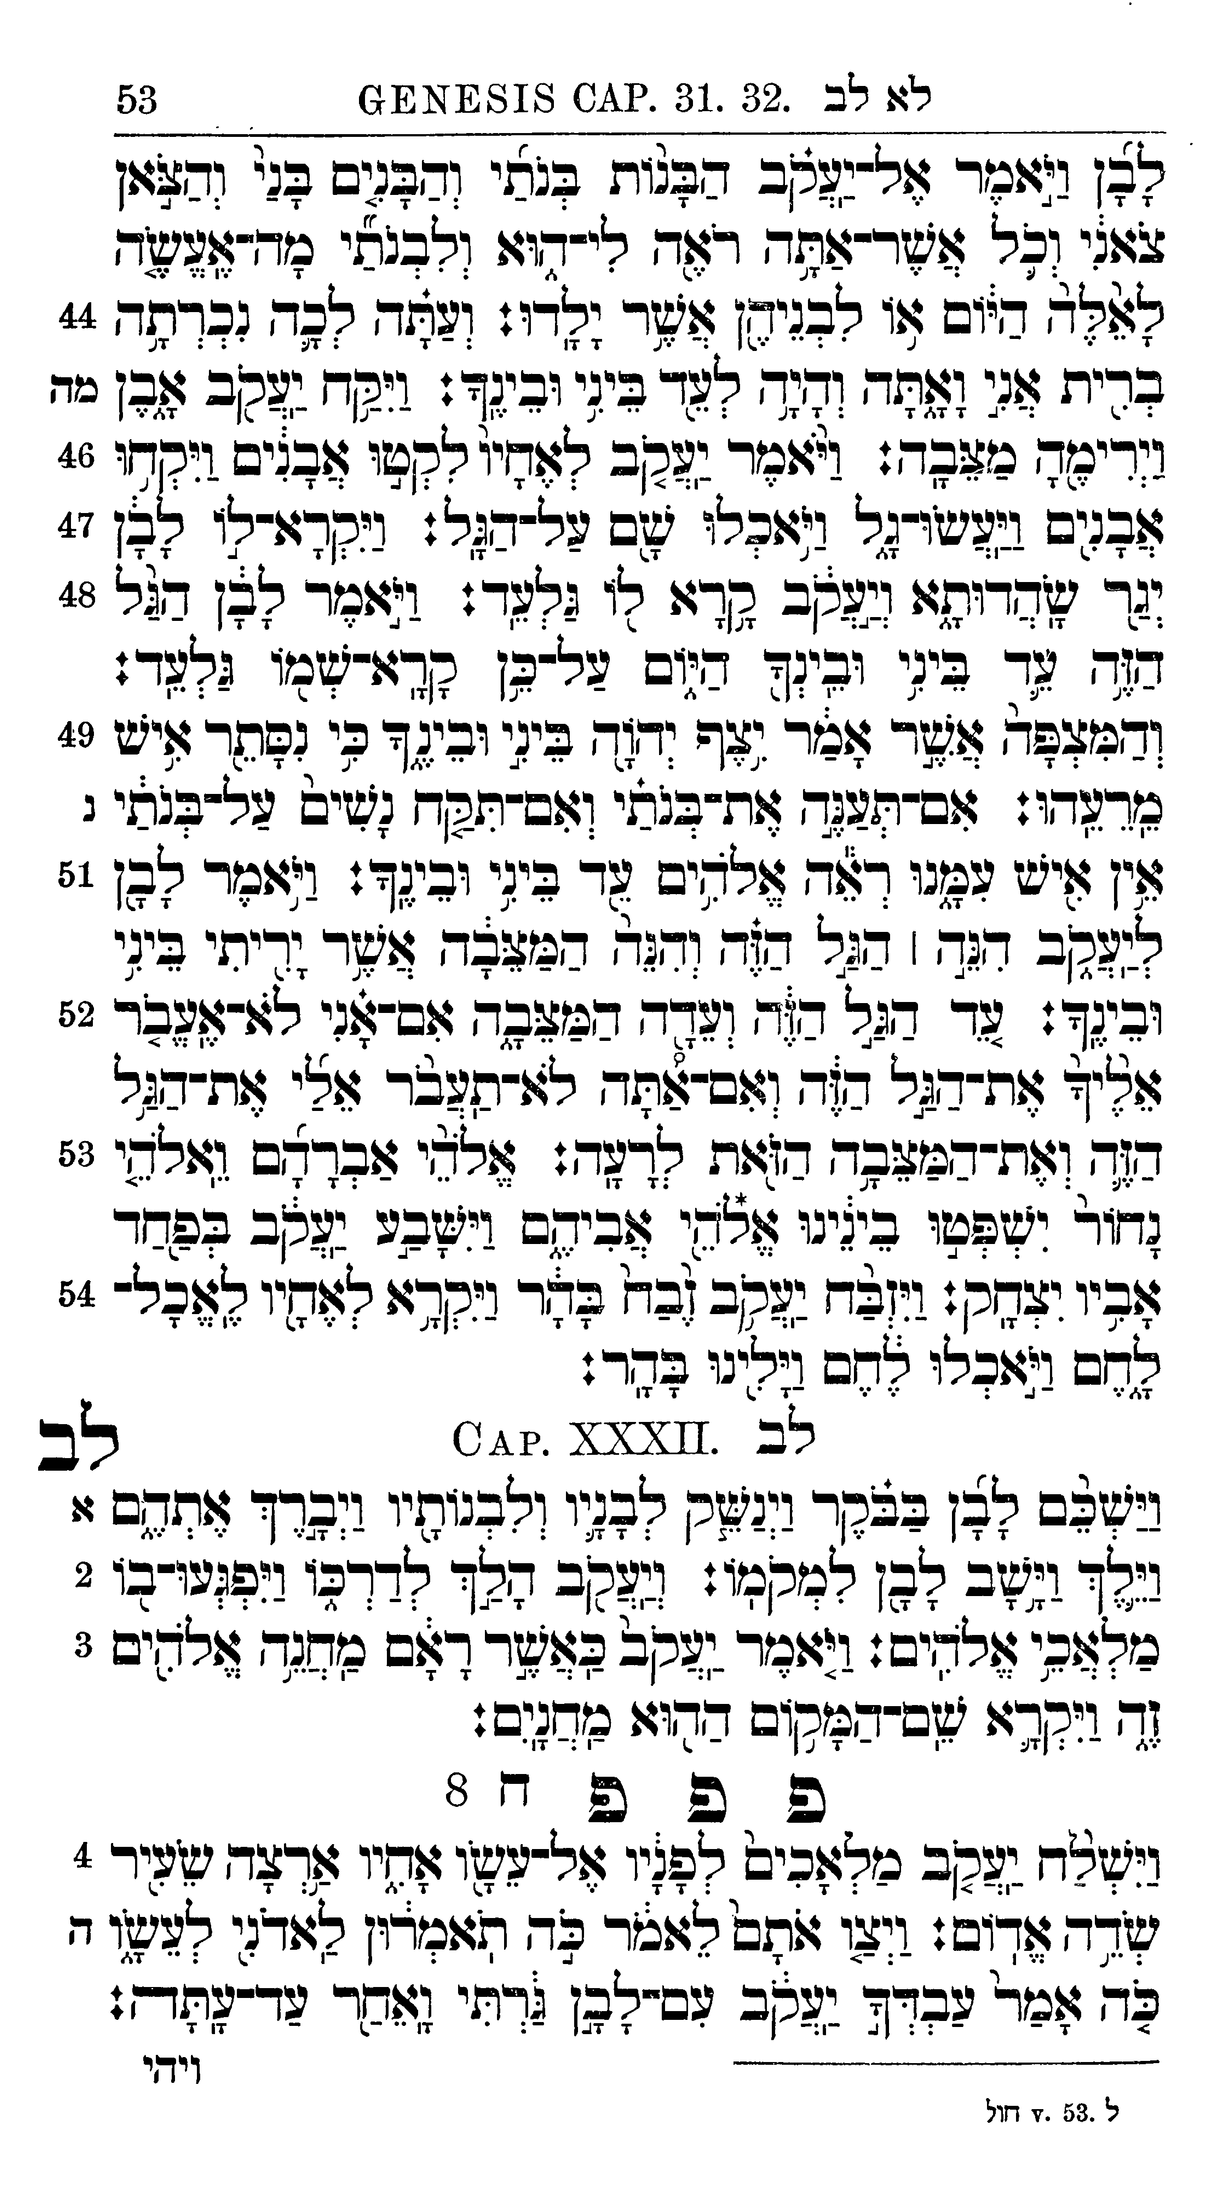 53 GENESIS CAP. 31. 32. לא לב
לָבָ֜ן וַיֹּ֣אמֶר אֶֽל־יַעֲקֹ֗ב הַבָּנ֨וֹת בְּנֹתַ֜י וְהַבָּנִ֤ים בָּנַי֙ וְהַצֹּ֣אן
צֹאנִ֔י וְכֹ֛ל אֲשֶׁר־אַתָּ֥ה רֹאֶ֖ה לִי־ה֑וּא וְלִבְנֹתַ֞י מָֽה־אֶעֱשֶׂ֤ה
לָאֵ֙לֶּה֙ הַיּ֔וֹם א֥וֹ לִבְנֵיהֶ֖ן אֲשֶׁ֥ר יָלָֽדוּ׃ וְעַתָּ֗ה לְכָ֛ה נִכְרְתָ֥ה 44
בְרִ֖ית אֲנִ֣י וָאָ֑תָּה וְהָיָ֥ה לְעֵ֖ד בֵּינִ֥י וּבֵינֶֽךָ׃ וַיִּקַּ֥ח יַעֲקֹ֖ב אָ֑בֶן מה
וַיְרִימֶ֖הָ מַצֵּבָֽה׃ וַיֹּ֨אמֶר יַעֲקֹ֤ב לְאֶחָיו֙ לִקְט֣וּ אֲבָנִ֔ים וַיִּקְח֥וּ 46
אֲבָנִ֖ים וַיַּֽעֲשׂוּ־גָ֑ל וַיֹּ֥אכְלוּ שָׁ֖ם עַל־הַגָּֽל׃ וַיִּקְרָא־ל֣וֹ לָבָ֔ן 47
יְגַ֖ר שָׂהֲדוּתָ֑א וְיַֽעֲקֹ֔ב קָ֥רָא ל֖וֹ גַּלְעֵֽד׃ וַיֹּ֣אמֶר לָבָ֔ן הַגַּ֨ל 48
הַזֶּ֥ה עֵ֛ד בֵּינִ֥י וּבֵינְךָ֖ הַיּ֑וֹם עַל־כֵּ֥ן קָרָֽא־שְׁמ֖וֹ גַּלְעֵֽד׃
וְהַמִּצְפָּה֙ אֲשֶׁ֣ר אָמַ֔ר יִ֥צֶף יְהוָֹ֖ה בֵּינִ֣י וּבֵינֶ֑ךָ כִּ֥י נִסָּתֵ֖ר אִ֥ישׁ 49
מֵרֵעֵֽהוּ׃ אִם־תְּעַנֶּ֣ה אֶת־בְּנֹתַ֗י וְאִם־תִּקַּ֤ח נָשִׁים֙ עַל־בְּנֹתַ֔י נ
אֵ֥ין אִ֖ישׁ עִמָּ֑נוּ רְאֵ֕ה אֱלֹהִ֥ים עֵ֖ד בֵּינִ֥י וּבֵינֶֽךָ׃ וַיֹּ֥אמֶר לָבָ֖ן 51
לְיַעֲקֹ֑ב הִנֵּ֣ה ׀ הַגַּ֣ל הַזֶּ֗ה וְהִנֵּה֙ הַמַּצֵּבָ֔ה אֲשֶׁ֥ר יָרִ֖יתִי בֵּינִ֥י
וּבֵינֶֽךָ׃ עֵ֚ד הַגַּ֣ל הַזֶּ֔ה וְעֵדָ֖ה הַמַּצֵּבָ֑ה אִם־אָ֗נִי לֹֽא־אֶעֱבֹ֤ר 52
אֵלֶ֙יךָ֙ אֶת־הַגַּ֣ל הַזֶּ֔ה וְאִם־אַ֠תָּה לֹא־תַעֲבֹ֨ר אֵלַ֜י אֶת־הַגַּ֥ל
הַזֶּ֛ה וְאֶת־הַמַּצֵּבָ֥ה הַזֹּ֖את לְרָעָֽה׃ אֱלֹהֵ֨י אַבְרָהָ֜ם וֵֽאלֹהֵ֤י 53
נָחוֹר֙ יִשְׁפְּט֣וּ בֵינֵ֔ינוּ אֱלֹהֵ֖י* אֲבִיהֶ֑ם וַיִּשָּׁבַ֣ע יַעֲקֹ֔ב בְּפַ֖חַד
אָבִ֥יו יִצְחָֽק׃ וַיִּזְבַּ֨ח יַעֲקֹ֥ב זֶ֙בַח֙ בָּהָ֔ר וַיִּקְרָ֥א לְאֶחָ֖יו לֶאֱכָל־ 54
לָ֑חֶם וַיֹּ֣אכְלוּ לֶ֔חֶם וַיָּלִ֖ינוּ בָּהָֽר׃
CAP. XXXII. לב
לב
וַיַּשְׁכֵּ֨ם לָבָ֜ן בַּבֹּ֗קֶר וַיְנַשֵּׁ֧ק לְבָנָ֛יו וְלִבְנוֹתָ֖יו וַיְבָ֣רֶךְ אֶתְהֶ֑ם א
וַיֵּ֛לֶךְ וַיָּ֥שָׁב לָבָ֖ן לִמְקֹמֽוֹ׃ וְיַעֲקֹ֖ב הָלַ֣ךְ לְדַרְכּ֑וֹ וַיִּפְגְּעוּ־ב֖וֹ 2
מַלְאֲכֵ֥י אֱלֹהִֽים׃ וַיֹּ֤אמֶר יַעֲקֹב֙ כַּאֲשֶׁ֣ר רָאָ֔ם מַחֲנֵ֥ה אֱלֹהִ֖ים 3
זֶ֑ה וַיִּקְרָ֛א שֵֽׁם־הַמָּק֥וֹם הַה֖וּא מַֽחֲנָֽיִם׃
פ פ פ ח 8
וַיִּשְׁלַ֨ח יַעֲקֹ֤ב מַלְאָכִים֙ לְפָנָ֔יו אֶל־עֵשָׂ֖ו אָחִ֑יו אַ֥רְצָה שֵׂעִ֖יר 4
שְׂדֵ֥ה אֱדֽוֹם׃ וַיְצַ֤ו אֹתָם֙ לֵאמֹ֔ר כֹּ֣ה תֹאמְר֔וּן לַֽאדֹנִ֖י לְעֵשָׂ֑ו ה
כֹּ֤ה אָמַר֙ עַבְדְּךָ֣ יַעֲקֹ֔ב עִם־לָבָ֣ן גַּ֔רְתִּי וָאֵחַ֖ר עַד־עָֽתָּה׃
ויהי
ל v. 53. חול